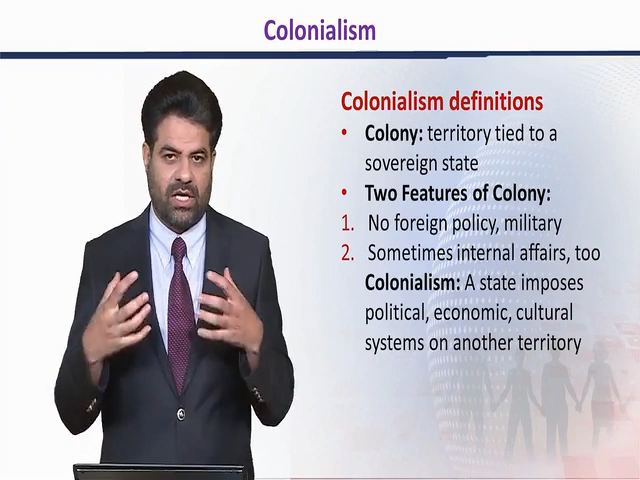 Colonialism
Colonialism definitions
• Colony: territory tied to a
sovereign state
• Two Features of Colony:
1. No foreign policy, military
2. Sometimes internal affairs, too
Colonialism: A state imposes
political, economic, cultural
systems on another territory